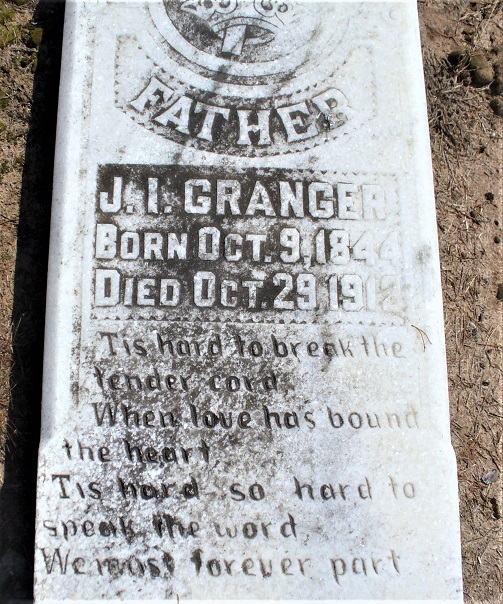 FATHER
J. I. GRANGER
BORN OCT. 9, 1844
DIED OCT. 29, 1912
Tis hard to break the
tender cord,
When love has bound
the heart,
Tis hard so hard to
speak the word,
We must forever part